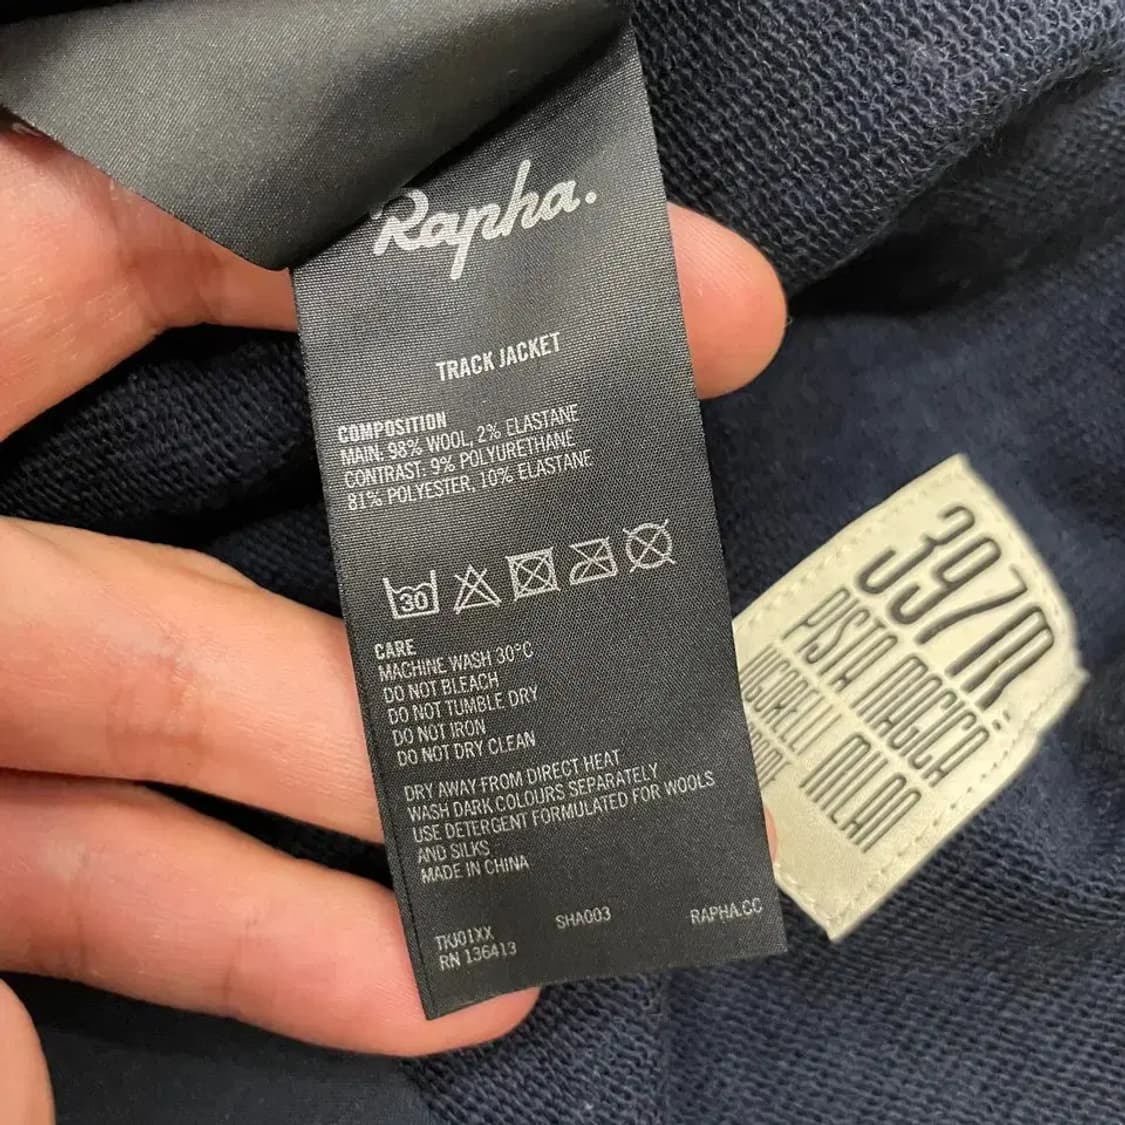 Rapha.
TRACK JACKET
COMPOSITION
MAIN: 98% WOOL, 2% ELASTANE
CONTRAST: 9% POLYURETHANE
81% POLYESTER, 10% ELASTANE
30
CARE
MACHINE WASH 30°C
DO NOT BLEACH
DO NOT TUMBLE DRY
DO NOT IRON
DO NOT DRY CLEAN
DRY AWAY FROM DIRECT HEAT
WASH DARK COLOURS SEPARATELY
USE DETERGENT FORMULATED FOR WOOLS
AND SILKS
MADE IN CHINA
TKJ01XX SHA003 RAPHA.CC
RN 136413
397M
PISTA MAGICA
VIGORELLI MILAN